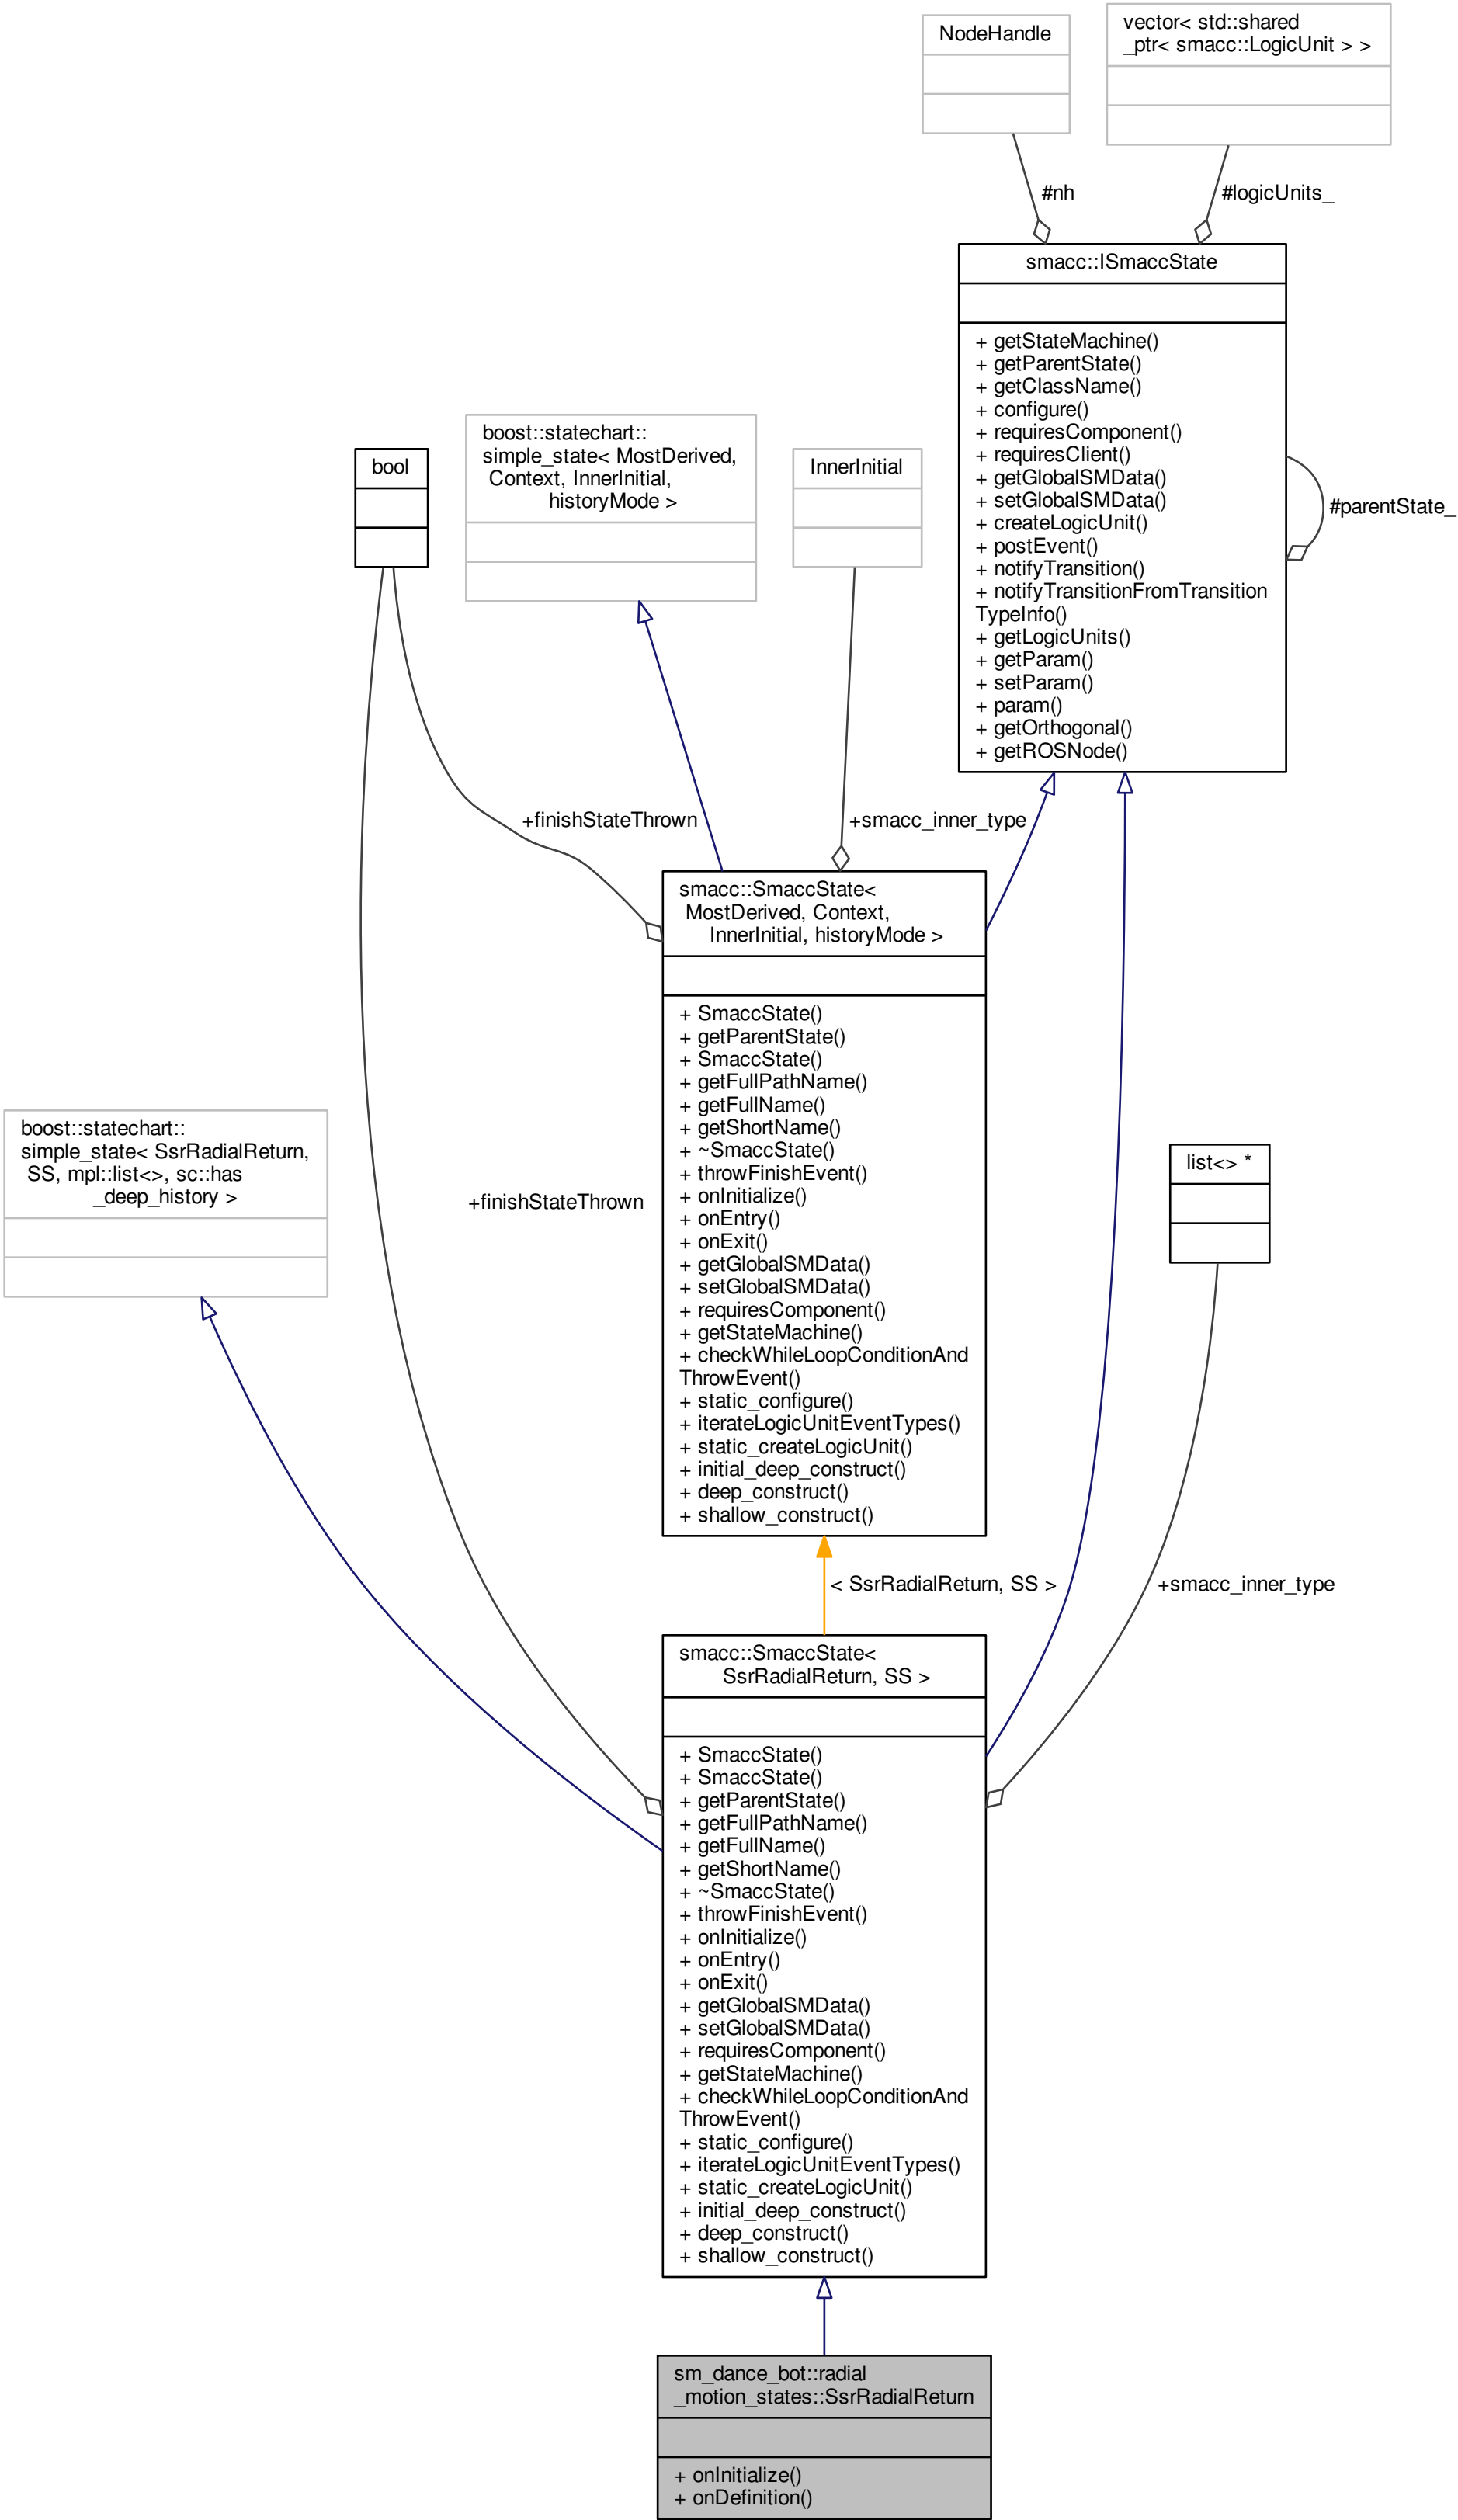 NodeHandle
vector< std::shared
_ptr< smacc::LogicUnit > >
#nh
#logicUnits_
smacc::ISmaccState
+ getStateMachine()
+ getParentState()
+ getClassName()
+ configure()
+ requiresComponent()
+ requiresClient()
+ getGlobalSMData()
+ setGlobalSMData()
+ createLogicUnit()
+ postEvent()
+ notifyTransition()
+ notifyTransitionFromTransition
TypeInfo()
+ getLogicUnits()
+ getParam()
+ setParam()
+ param()
+ getOrthogonal()
+ getROSNode()
#parentState_
bool
boost::statechart::
simple_state< MostDerived,
Context, InnerInitial,
historyMode >
InnerInitial
+finishStateThrown
+smacc_inner_type
smacc::SmaccState<
MostDerived, Context,
InnerInitial, historyMode >
+ SmaccState()
+ getParentState()
+ SmaccState()
+ getFullPathName()
+ getFullName()
+ getShortName()
+ ~SmaccState()
+ throwFinishEvent()
+ onInitialize()
+ onEntry()
+ onExit()
+ getGlobalSMData()
+ setGlobalSMData()
+ requiresComponent()
+ getStateMachine()
+ checkWhileLoopConditionAnd
ThrowEvent()
+ static_configure()
+ iterateLogicUnitEventTypes()
+ static_createLogicUnit()
+ initial_deep_construct()
+ deep_construct()
+ shallow_construct()
boost::statechart::
simple_state< SsrRadialReturn,
SS, mpl::list<>, sc::has
_deep_history >
+finishStateThrown
list<> *
< SsrRadialReturn, SS >
+smacc_inner_type
smacc::SmaccState<
SsrRadialReturn, SS >
+ SmaccState()
+ SmaccState()
+ getParentState()
+ getFullPathName()
+ getFullName()
+ getShortName()
+ ~SmaccState()
+ throwFinishEvent()
+ onInitialize()
+ onEntry()
+ onExit()
+ getGlobalSMData()
+ setGlobalSMData()
+ requiresComponent()
+ getStateMachine()
+ checkWhileLoopConditionAnd
ThrowEvent()
+ static_configure()
+ iterateLogicUnitEventTypes()
+ static_createLogicUnit()
+ initial_deep_construct()
+ deep_construct()
+ shallow_construct()
sm_dance_bot::radial
_motion_states::SsrRadialReturn
+ onInitialize()
+ onDefinition()